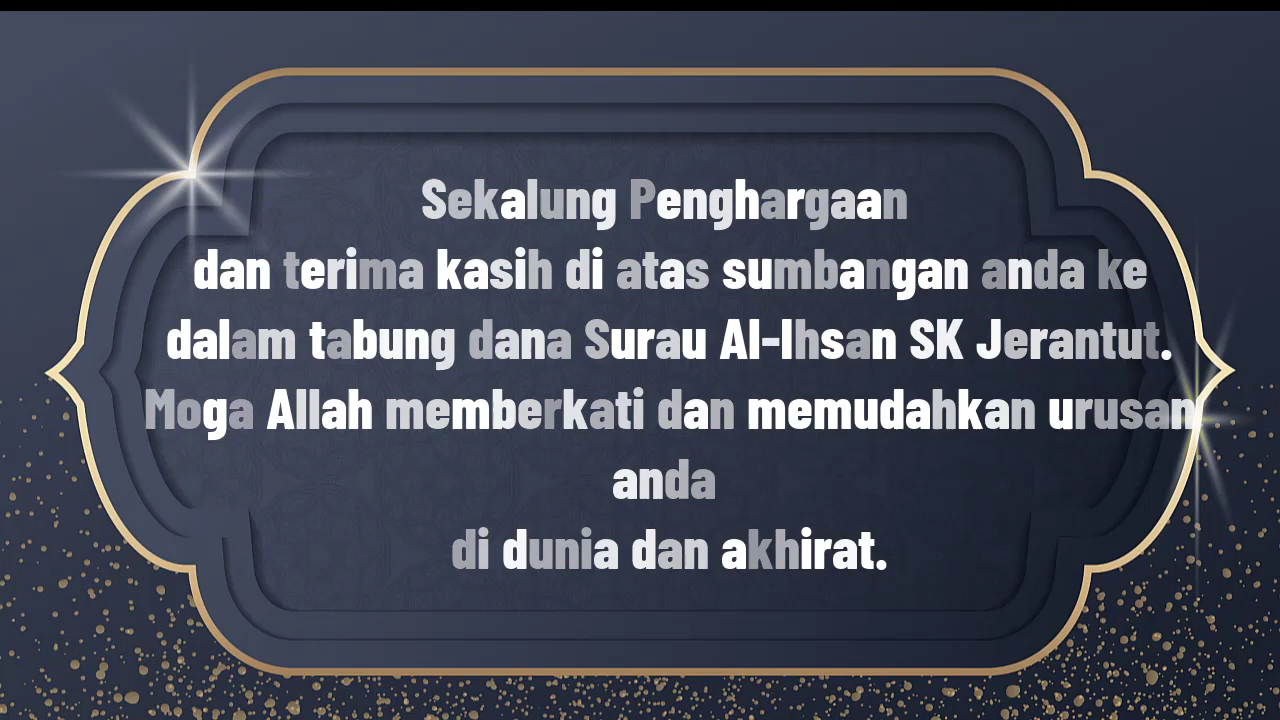 Sekalung Penghargaan
dan terima kasih di atas sumbangan anda ke
dalam tabung dana Surau Al-Ihsan SK Jerantut.
Moga Allah memberkati dan memudahkan urusan
anda
di dunia dan akhirat.